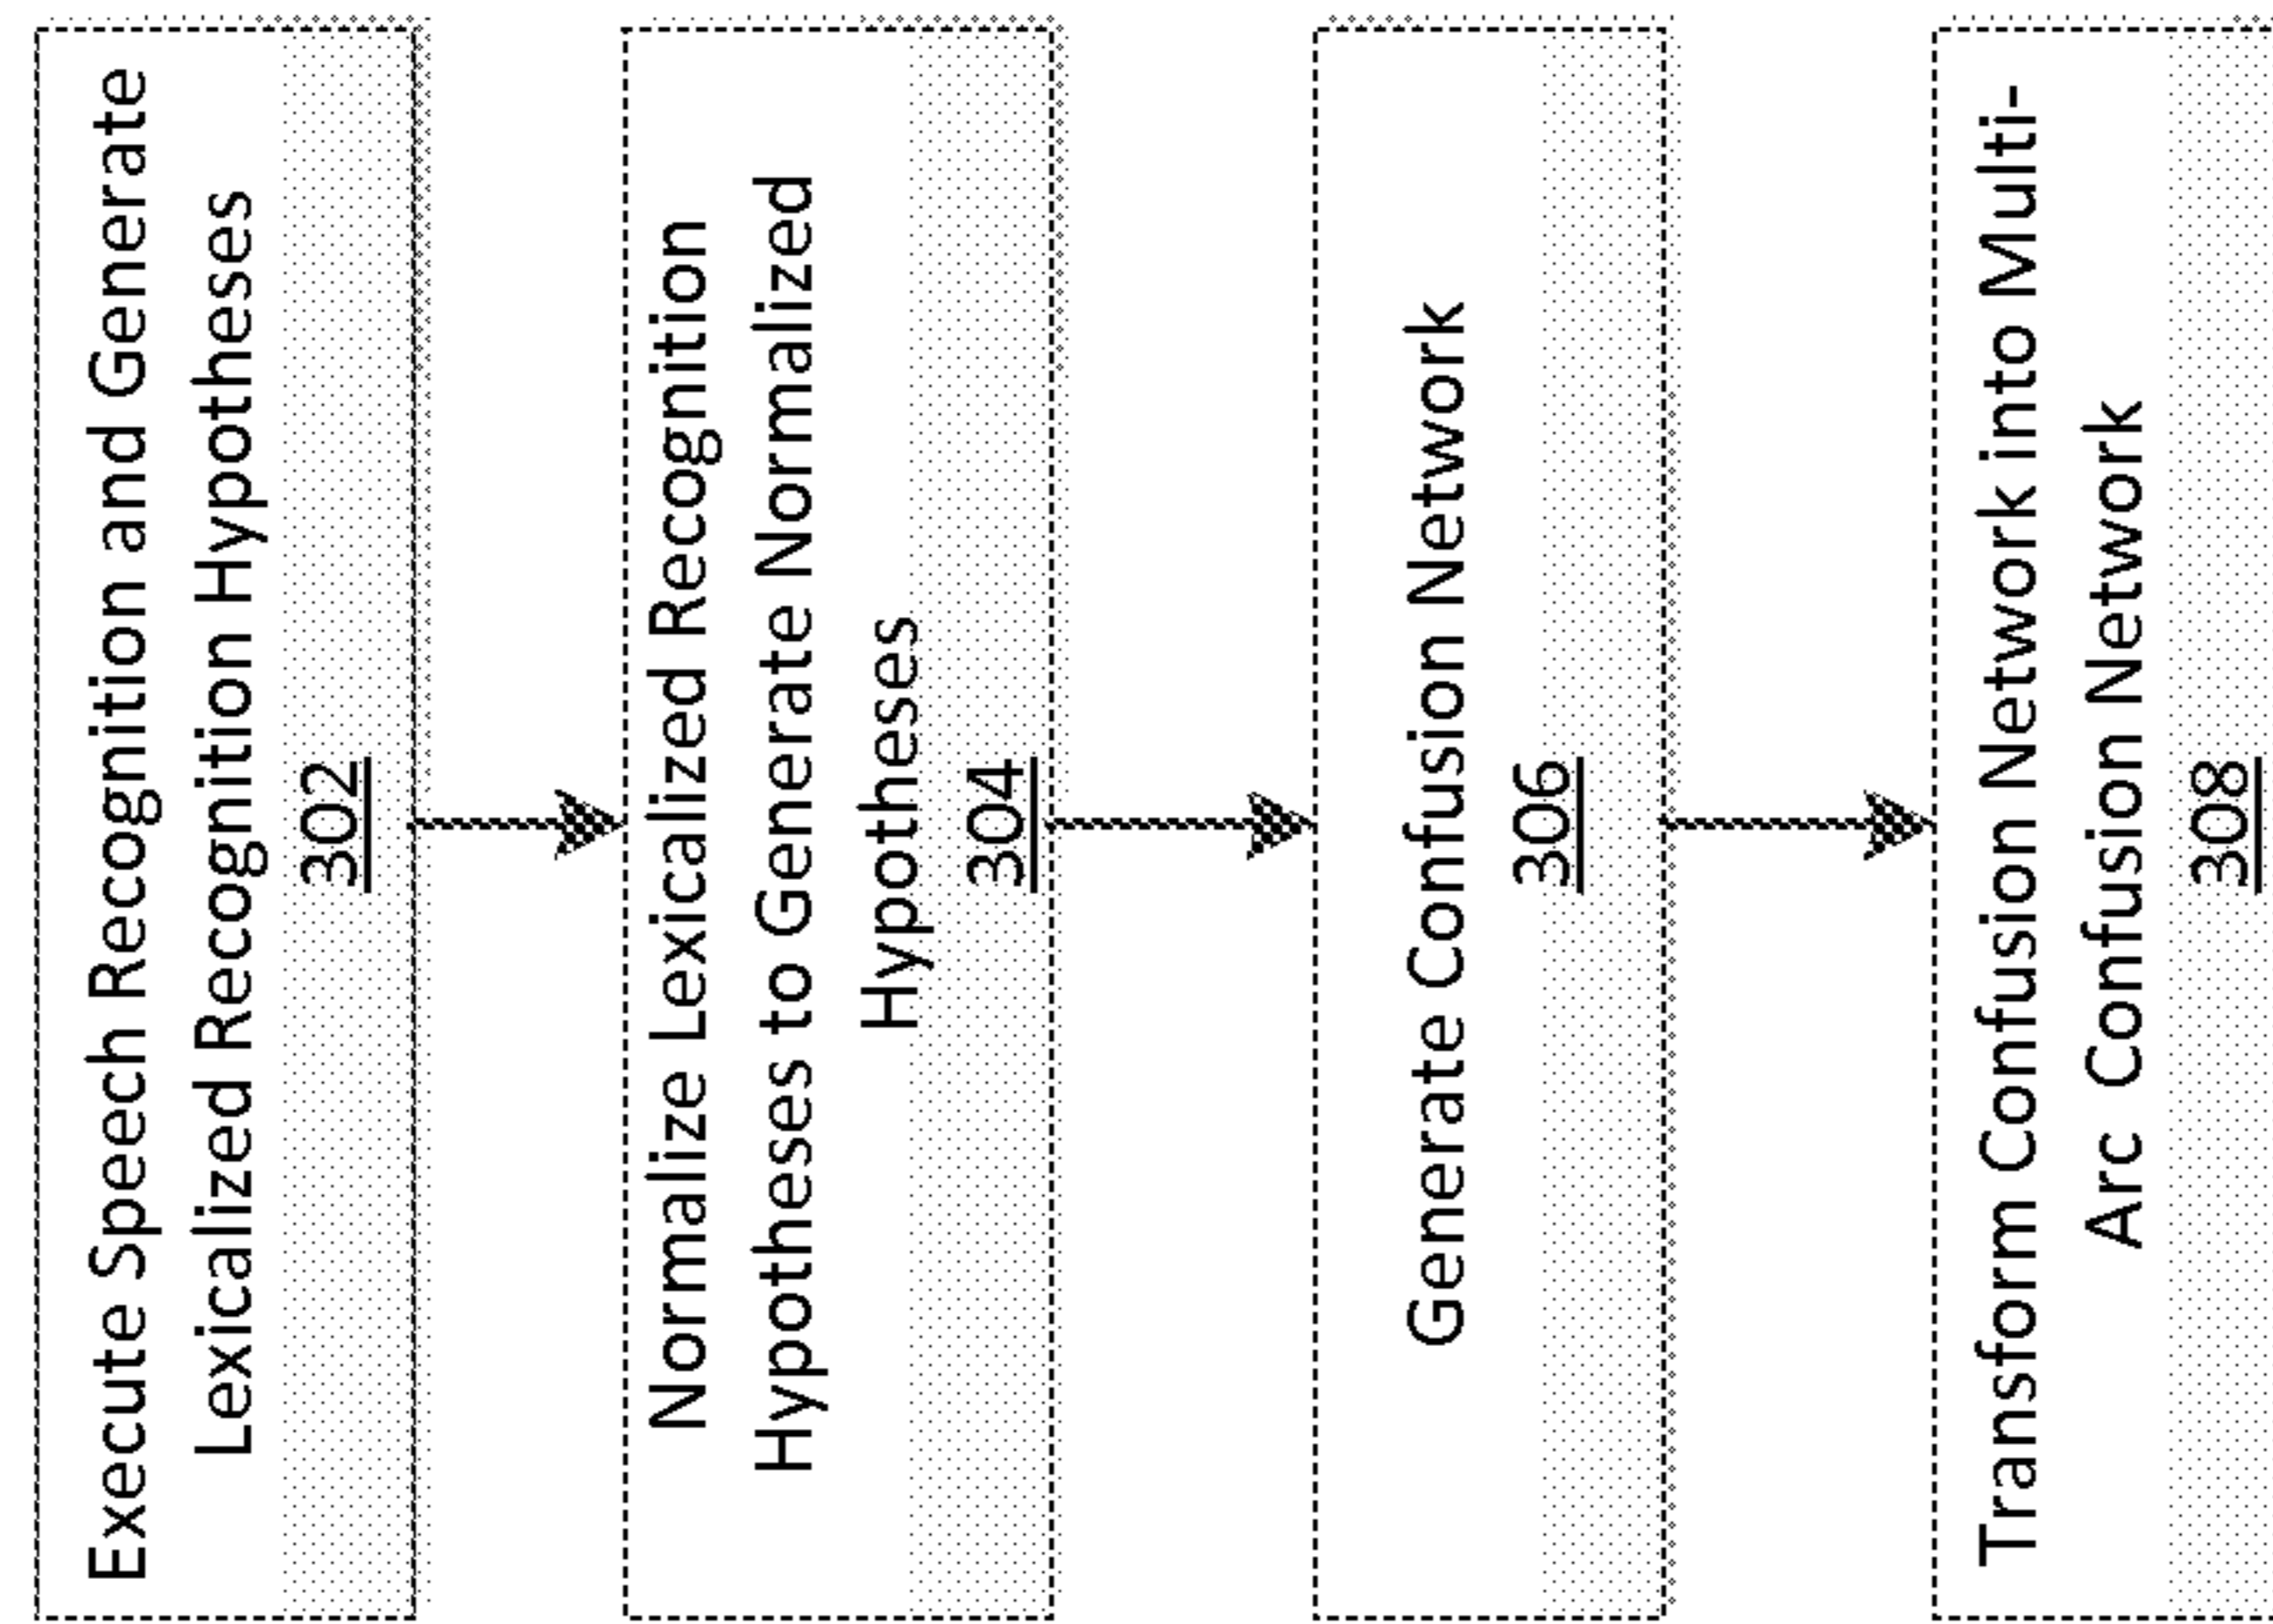 Execute Speech Recognition and Generate
Lexicalized Recognition Hypotheses
302
Normalize Lexicalized Recognition
Hypotheses to Generate Normalized
Hypotheses
304
Generate Confusion Network
306
Transform Confusion Network into Multi-
Arc Confusion Network
308